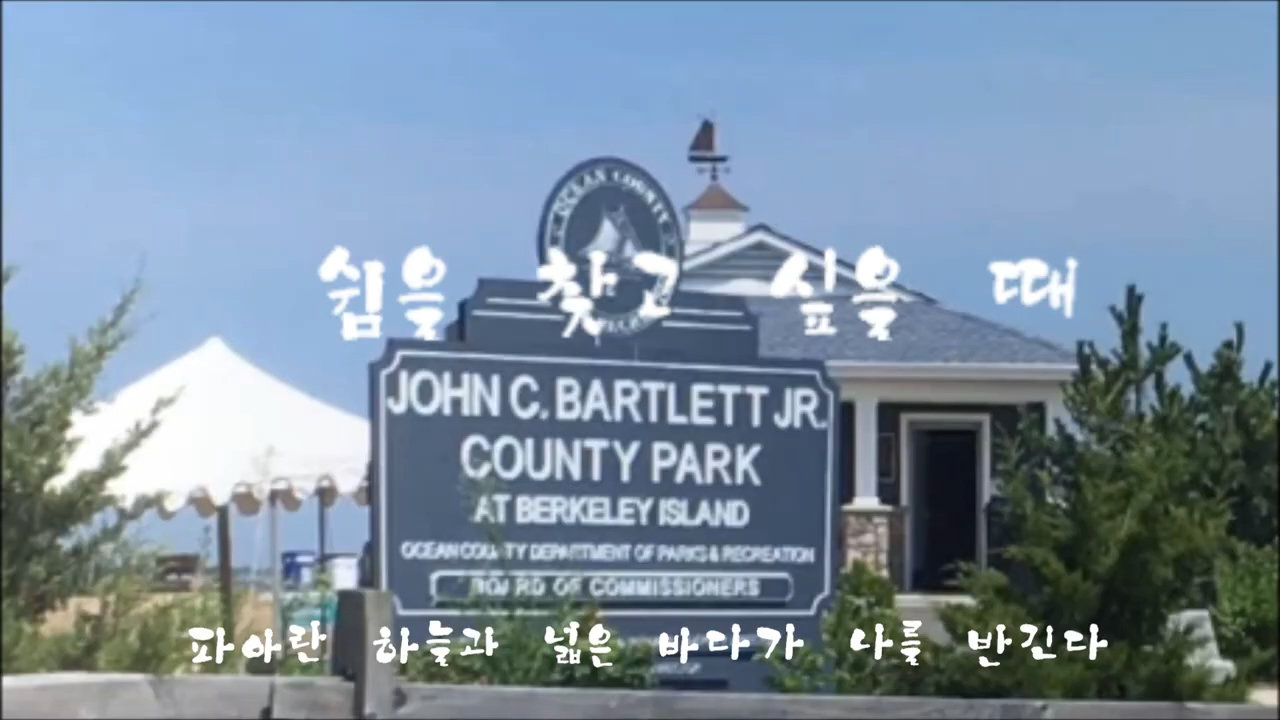 OCEAN COUNTY
쉼을 찾고 싶을 때
JOHN C. BARTLETT JR.
COUNTY PARK
AT BERKELEY ISLAND
OCEAN COUNTY DEPARTMENT OF PARKS & RECREATION
BOARD OF COMMISSIONERS
파아란 하늘과 넓은 바다가 나를 반긴다